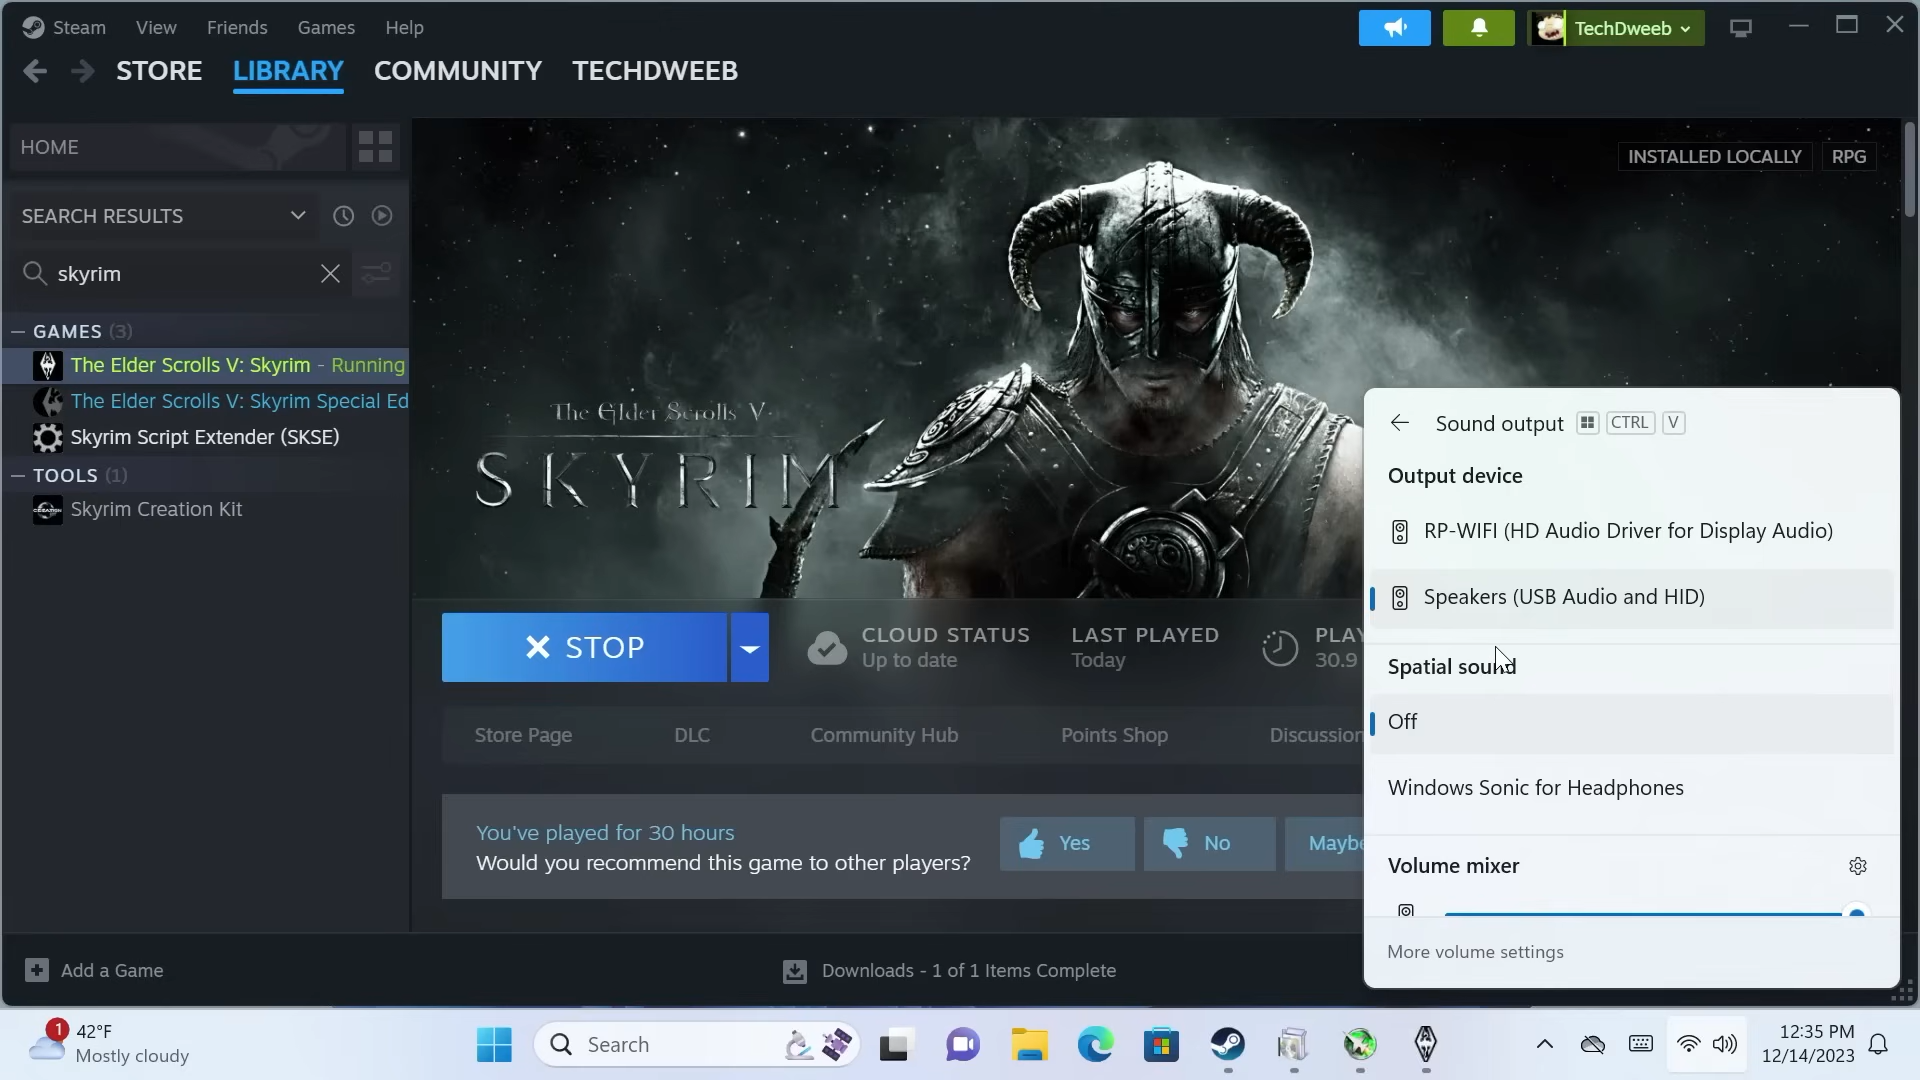 Steam View Friends Games Help
TechDweeb
STORE LIBRARY COMMUNITY TECHDWEEB
HOME
SEARCH RESULTS
skyrim
GAMES (3)
The Elder Scrolls V: Skyrim - Running
The Elder Scrolls V: Skyrim Special Ed
Skyrim Script Extender (SKSE)
TOOLS (1)
Skyrim Creation Kit
INSTALLED LOCALLY RPG
The Elder Scrolls V
SKYRIM
STOP
CLOUD STATUS
Up to date
LAST PLAYED
Today
PLAY
30.9
Store Page DLC Community Hub Points Shop Discussion
You've played for 30 hours
Would you recommend this game to other players?
Yes No Maybe
Add a Game
Downloads - 1 of 1 Items Complete
Sound output CTRL V
Output device
RP-WIFI (HD Audio Driver for Display Audio)
Speakers (USB Audio and HID)
Spatial sound
Off
Windows Sonic for Headphones
Volume mixer
More volume settings
1
42°F
Mostly cloudy
Search
12:35 PM
12/14/2023